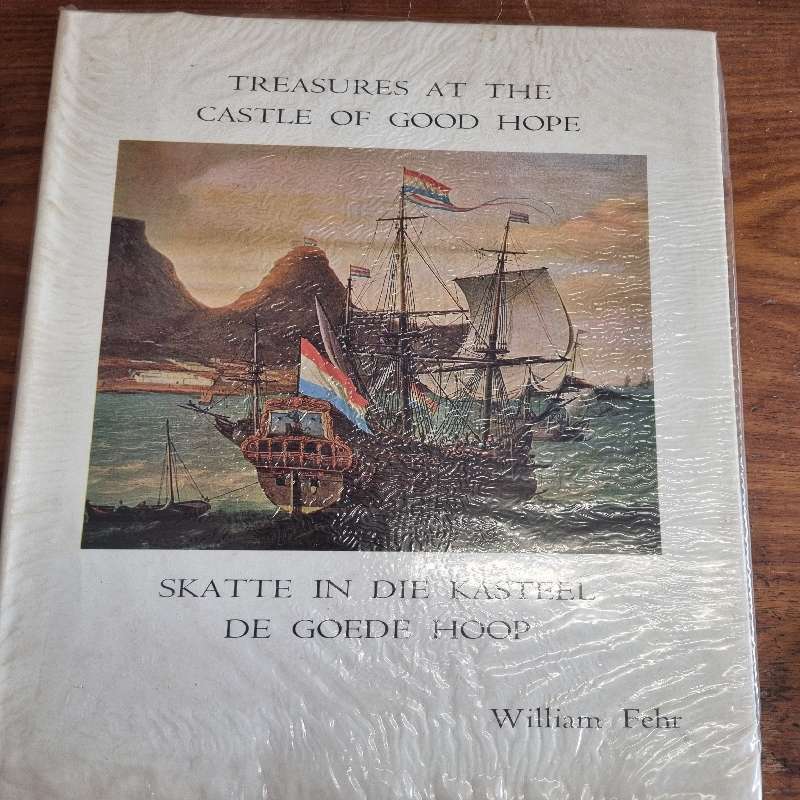 TREASURES AT THE
CASTLE OF GOOD HOPE
SKATTE IN DIE KASTEEL
DE GOEDE HOOP
William Fehr